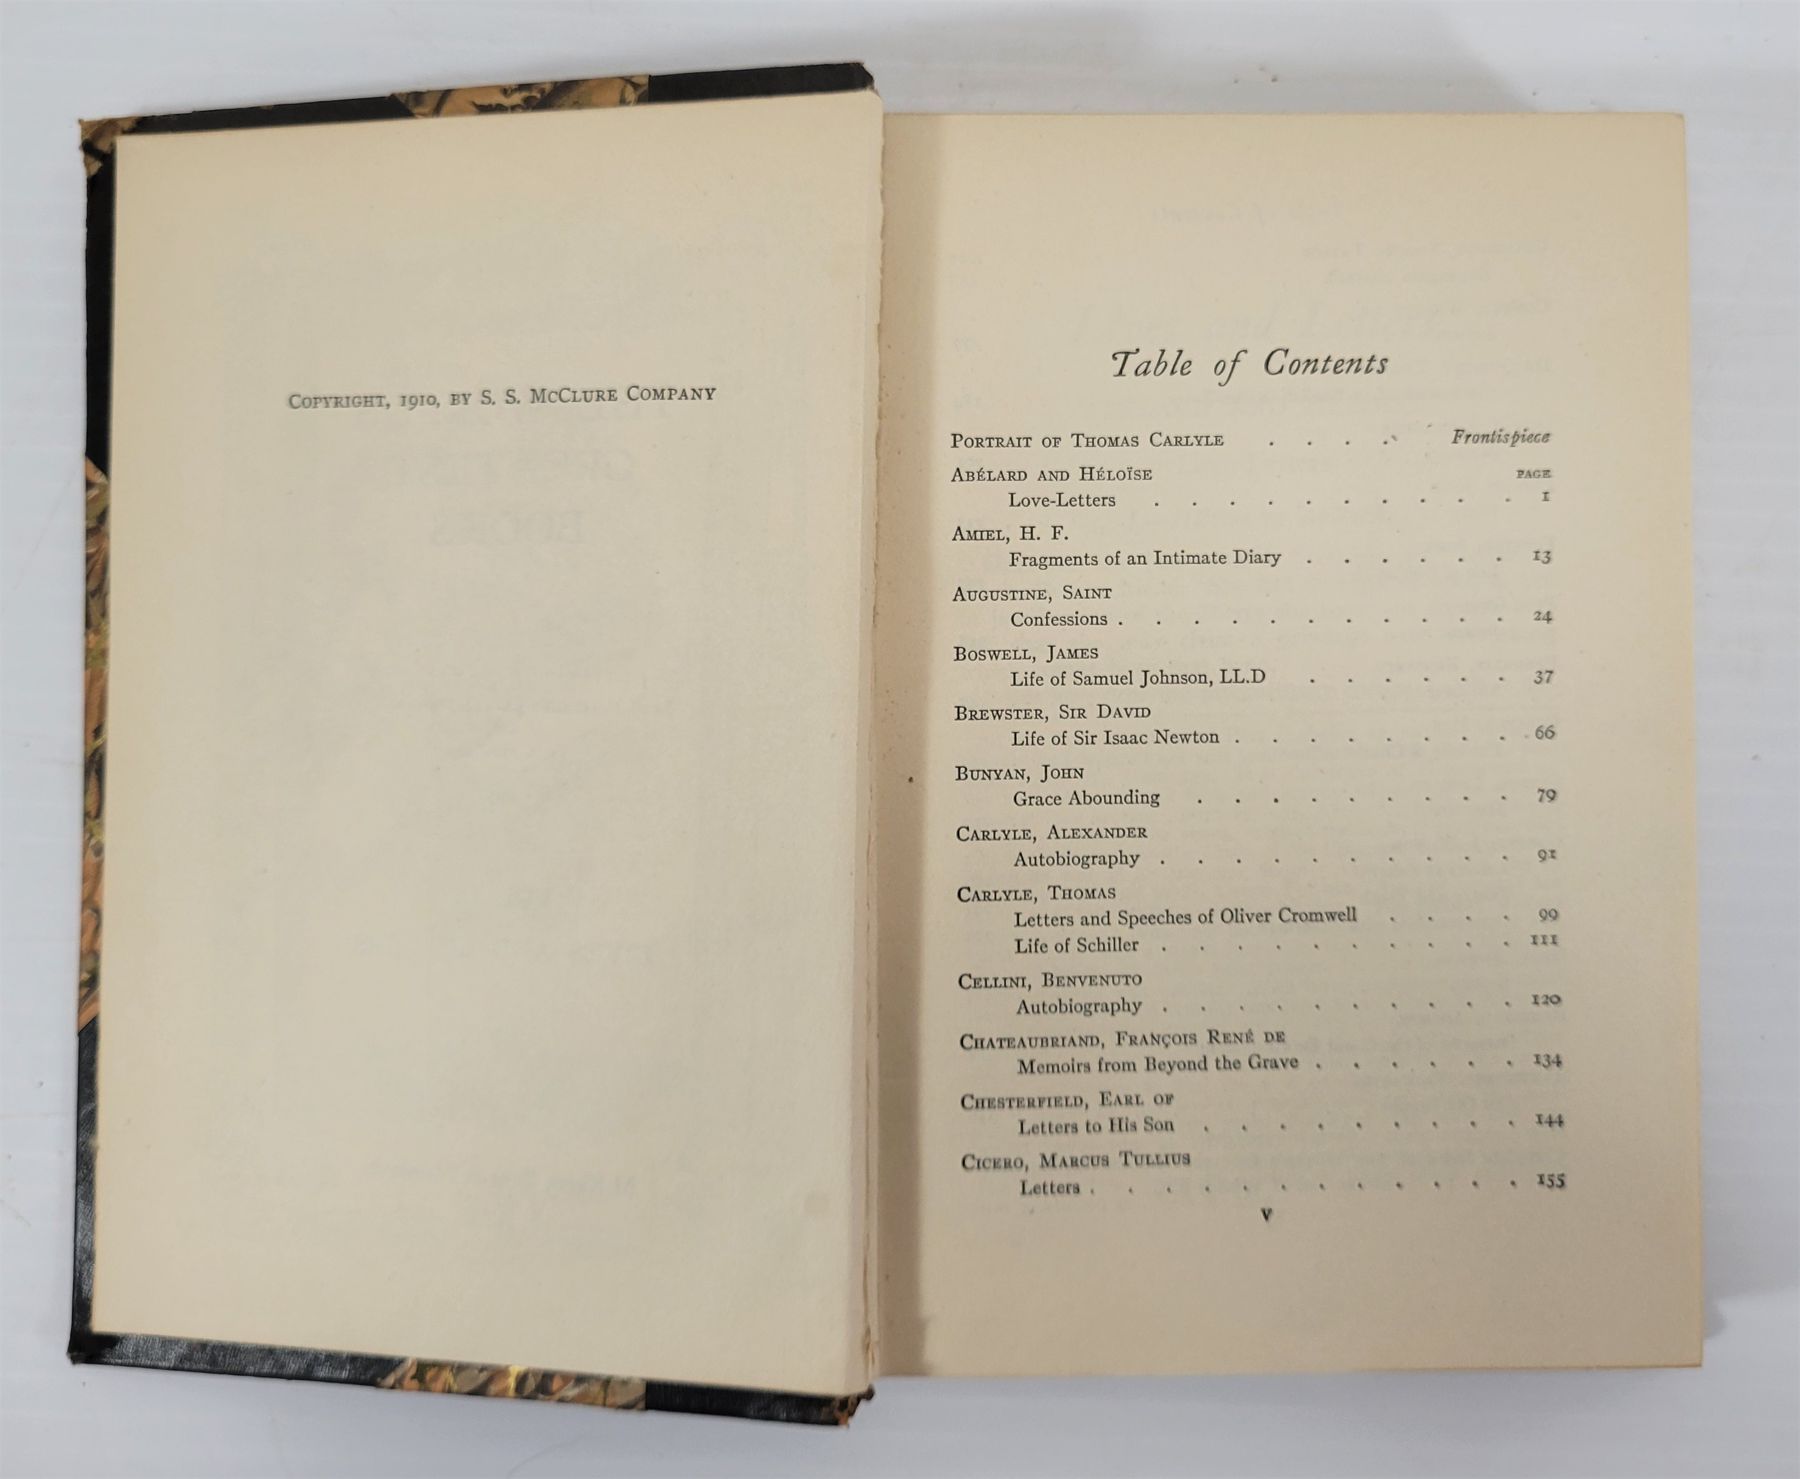 COPYRIGHT, 1910, BY S. S. MCCLURE COMPANY
Table of Contents
PORTRAIT OF THOMAS CARLYLE . . . . Frontispiece
ABÉLARD AND HÉLOÏSE PAGE
Love-Letters . . . . . . . . . . 1
AMIEL, H. F.
Fragments of an Intimate Diary . . . . . . 13
AUGUSTINE, SAINT
Confessions . . . . . . . . . . . 24
BOSWELL, JAMES
Life of Samuel Johnson, LL.D . . . . . . 37
BREWSTER, SIR DAVID
Life of Sir Isaac Newton . . . . . . . . 66
BUNYAN, JOHN
Grace Abounding . . . . . . . . . 79
CARLYLE, ALEXANDER
Autobiography . . . . . . . . . . 91
CARLYLE, THOMAS
Letters and Speeches of Oliver Cromwell . . . . 99
Life of Schiller . . . . . . . . . . 111
CELLINI, BENVENUTO
Autobiography . . . . . . . . . . 120
CHATEAUBRIAND, FRANÇOIS RENÉ DE
Memoirs from Beyond the Grave . . . . . . 134
CHESTERFIELD, EARL OF
Letters to His Son . . . . . . . . . 144
CICERO, MARCUS TULLIUS
Letters . . . . . . . . . . . . 155
V